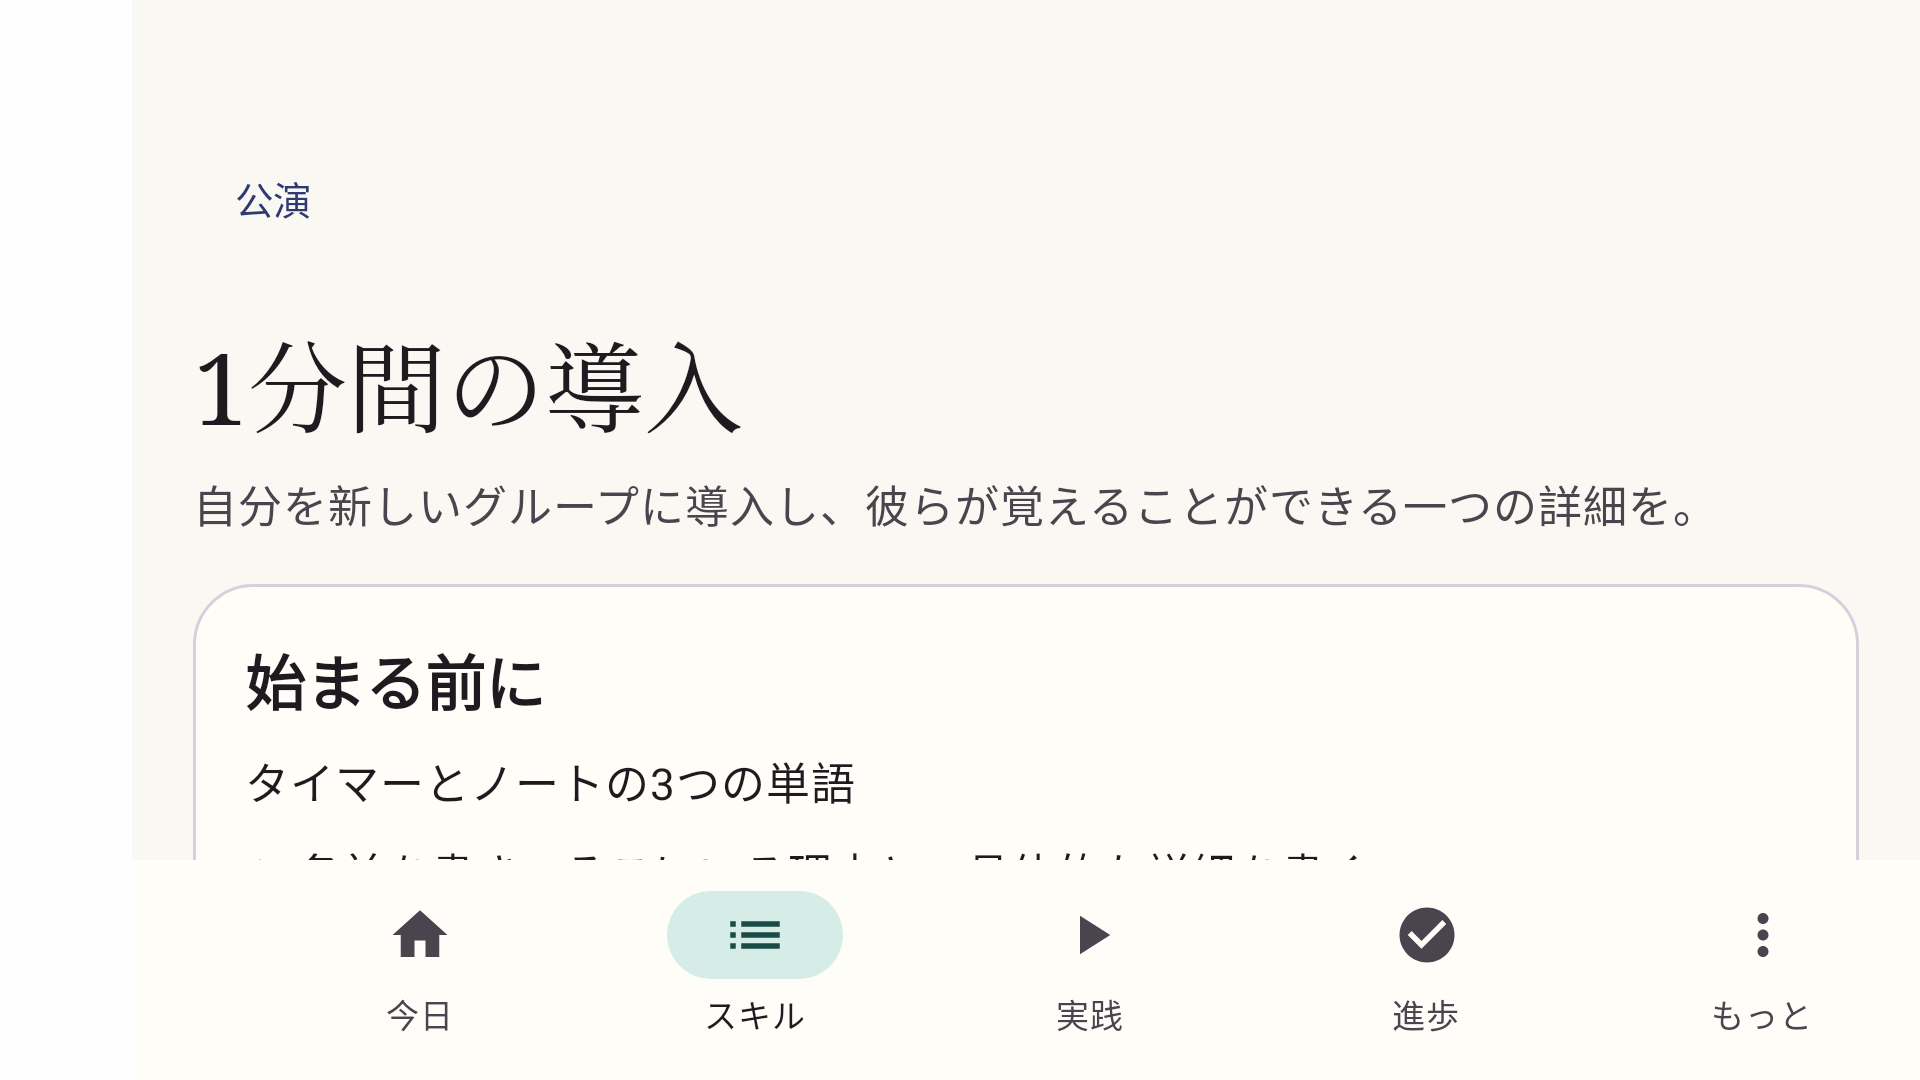 公演
1分間の導入
自分を新しいグループに導入し、彼らが覚えることができる一つの詳細を。
始まる前に
タイマーとノートの3つの単語
今日
スキル
実践
進歩
もっと